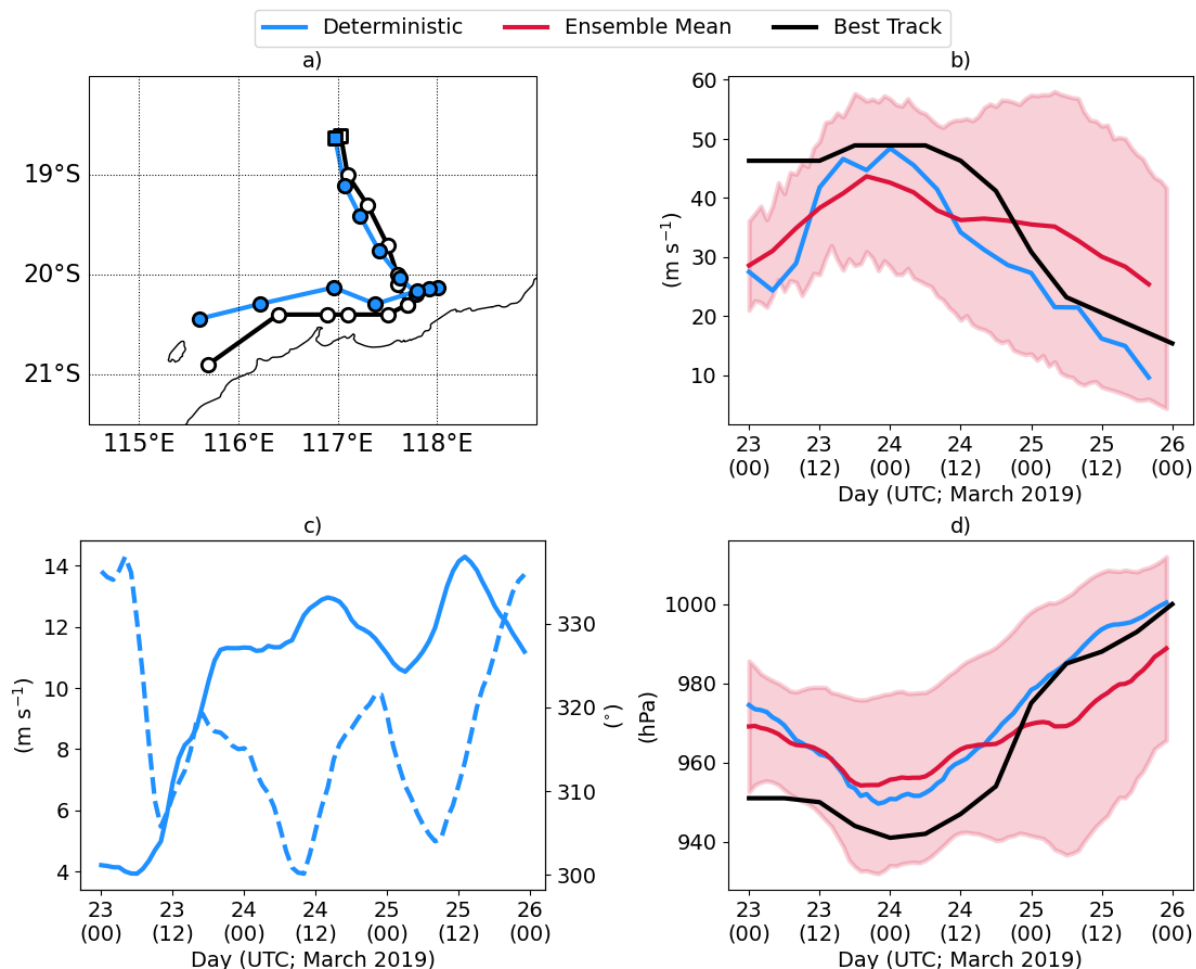 Deterministic Ensemble Mean Best Track
a)
19°S
20°S
21°S
115°E 116°E 117°E 118°E
b)
60
50
40
30
20
10
(m s⁻¹)
23 23 24 24 25 25 26
(00) (12) (00) (12) (00) (12) (00)
Day (UTC; March 2019)
c)
14
12
10
8
6
4
(m s⁻¹)
330
320
310
300
(°)
23 23 24 24 25 25 26
(00) (12) (00) (12) (00) (12) (00)
Day (UTC; March 2019)
d)
1000
980
960
940
(hPa)
23 23 24 24 25 25 26
(00) (12) (00) (12) (00) (12) (00)
Day (UTC; March 2019)